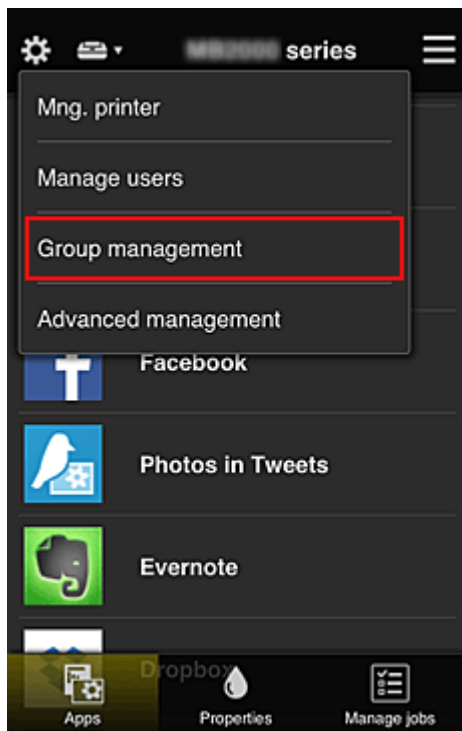 series
Mng. printer
Manage users
Group management
Advanced management
Facebook
Photos in Tweets
Evernote
Dropbox
Apps
Properties
Manage jobs